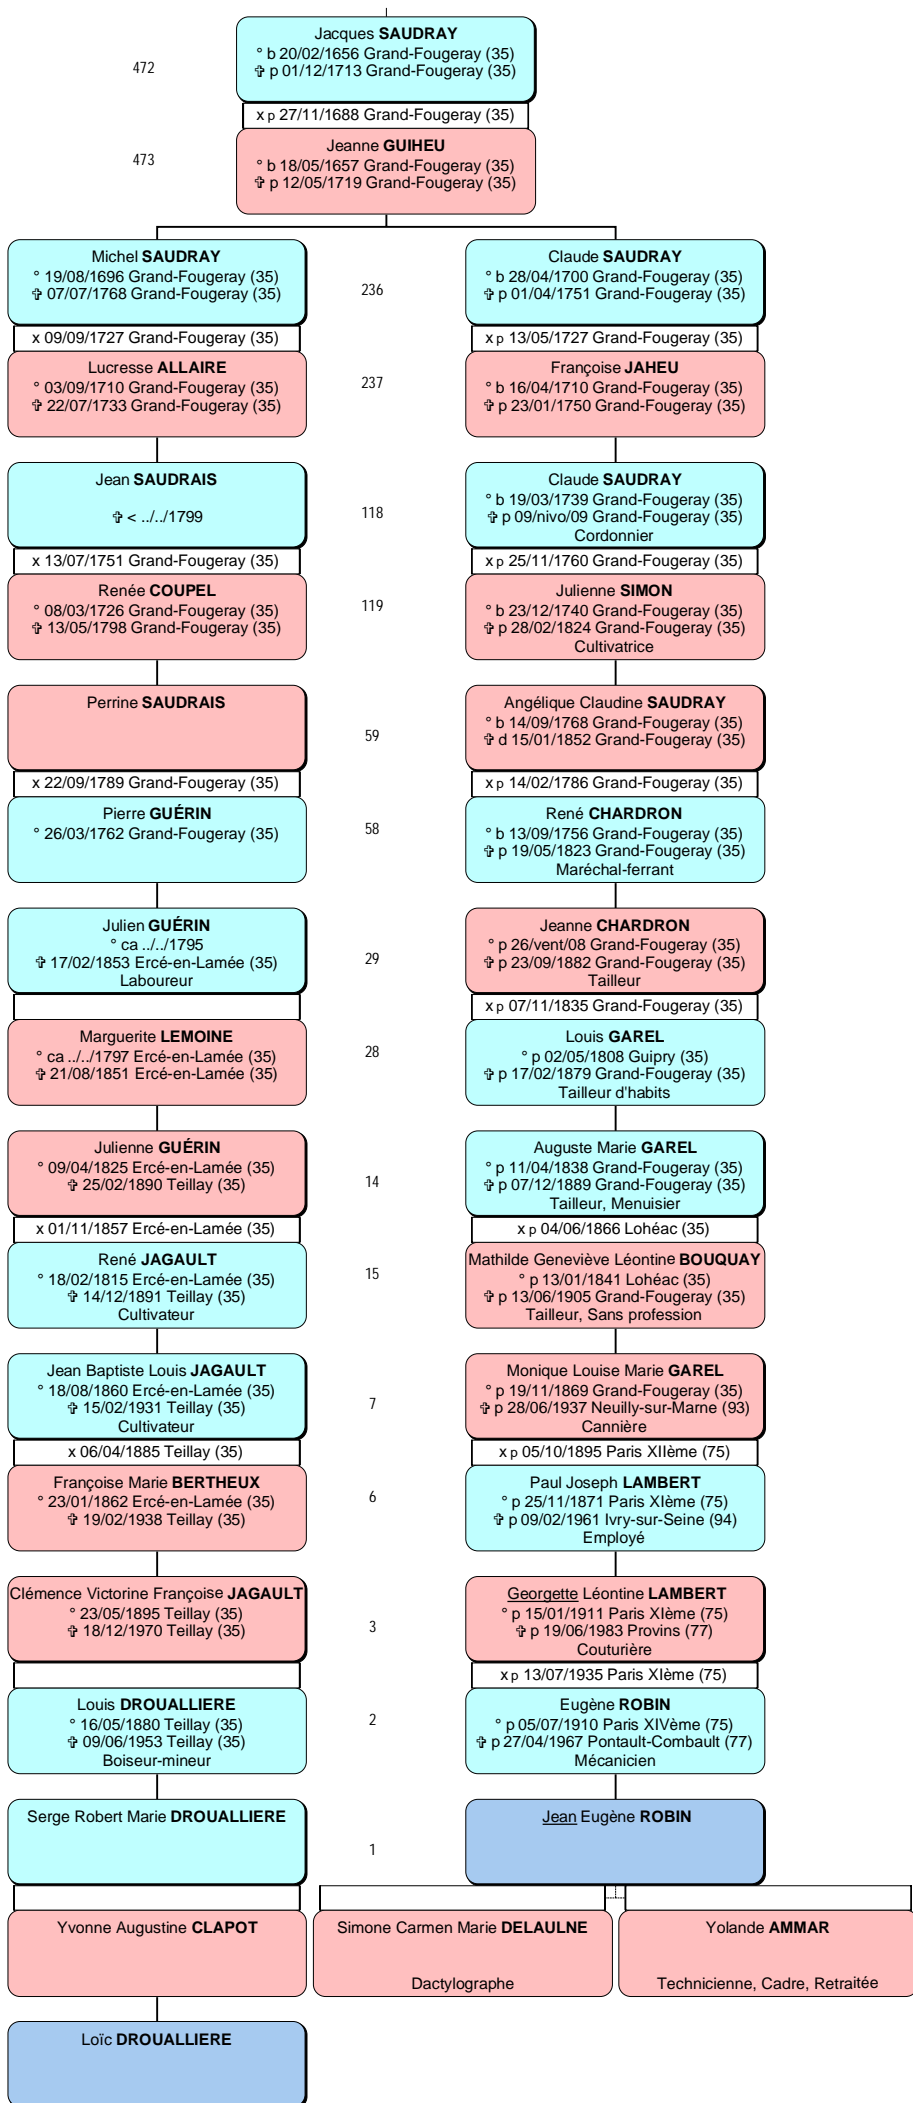 Jacques SAUDRAY
° b 20/02/1656 Grand-Fougeray (35)
✞ p 01/12/1713 Grand-Fougeray (35)
472
x p 27/11/1688 Grand-Fougeray (35)
Jeanne GUIHEU
° b 18/05/1657 Grand-Fougeray (35)
✞ p 12/05/1719 Grand-Fougeray (35)
473
Michel SAUDRAY
° 19/08/1696 Grand-Fougeray (35)
✞ 07/07/1768 Grand-Fougeray (35)
236
Claude SAUDRAY
° b 28/04/1700 Grand-Fougeray (35)
✞ p 01/04/1751 Grand-Fougeray (35)
x 09/09/1727 Grand-Fougeray (35)
x p 13/05/1727 Grand-Fougeray (35)
Lucresse ALLAIRE
° 03/09/1710 Grand-Fougeray (35)
✞ 22/07/1733 Grand-Fougeray (35)
237
Françoise JAHEU
° b 16/04/1710 Grand-Fougeray (35)
✞ p 23/01/1750 Grand-Fougeray (35)
Jean SAUDRAIS
✞ < ../../1799
118
Claude SAUDRAY
° b 19/03/1739 Grand-Fougeray (35)
✞ p 09/nivo/09 Grand-Fougeray (35)
Cordonnier
x 13/07/1751 Grand-Fougeray (35)
x p 25/11/1760 Grand-Fougeray (35)
Renée COUPEL
° 08/03/1726 Grand-Fougeray (35)
✞ 13/05/1798 Grand-Fougeray (35)
119
Julienne SIMON
° b 23/12/1740 Grand-Fougeray (35)
✞ p 28/02/1824 Grand-Fougeray (35)
Cultivatrice
Perrine SAUDRAIS
59
Angélique Claudine SAUDRAY
° b 14/09/1768 Grand-Fougeray (35)
✞ d 15/01/1852 Grand-Fougeray (35)
x 22/09/1789 Grand-Fougeray (35)
x p 14/02/1786 Grand-Fougeray (35)
Pierre GUÉRIN
° 26/03/1762 Grand-Fougeray (35)
58
René CHARDRON
° b 13/09/1756 Grand-Fougeray (35)
✞ p 19/05/1823 Grand-Fougeray (35)
Maréchal-ferrant
Julien GUÉRIN
° ca ../../1795
✞ 17/02/1853 Ercé-en-Lamée (35)
Laboureur
29
Jeanne CHARDRON
° p 26/vent/08 Grand-Fougeray (35)
✞ p 23/09/1882 Grand-Fougeray (35)
Tailleur
x p 07/11/1835 Grand-Fougeray (35)
Marguerite LEMOINE
° ca ../../1797 Ercé-en-Lamée (35)
✞ 21/08/1851 Ercé-en-Lamée (35)
28
Louis GAREL
° p 02/05/1808 Guipry (35)
✞ p 17/02/1879 Grand-Fougeray (35)
Tailleur d'habits
Julienne GUÉRIN
° 09/04/1825 Ercé-en-Lamée (35)
✞ 25/02/1890 Teillay (35)
14
Auguste Marie GAREL
° p 11/04/1838 Grand-Fougeray (35)
✞ p 07/12/1889 Grand-Fougeray (35)
Tailleur, Menuisier
x 01/11/1857 Ercé-en-Lamée (35)
x p 04/06/1866 Lohéac (35)
René JAGAULT
° 18/02/1815 Ercé-en-Lamée (35)
✞ 14/12/1891 Teillay (35)
Cultivateur
15
Mathilde Geneviève Léontine BOUQUAY
° p 13/01/1841 Lohéac (35)
✞ p 13/06/1905 Grand-Fougeray (35)
Tailleur, Sans profession
Jean Baptiste Louis JAGAULT
° 18/08/1860 Ercé-en-Lamée (35)
✞ 15/02/1931 Teillay (35)
Cultivateur
7
Monique Louise Marie GAREL
° p 19/11/1869 Grand-Fougeray (35)
✞ p 28/06/1937 Neuilly-sur-Marne (93)
Cannière
x 06/04/1885 Teillay (35)
x p 05/10/1895 Paris XIIème (75)
Françoise Marie BERTHEUX
° 23/01/1862 Ercé-en-Lamée (35)
✞ 19/02/1938 Teillay (35)
6
Paul Joseph LAMBERT
° p 25/11/1871 Paris XIème (75)
✞ p 09/02/1961 Ivry-sur-Seine (94)
Employé
Clémence Victorine Françoise JAGAULT
° 23/05/1895 Teillay (35)
✞ 18/12/1970 Teillay (35)
3
Georgette Léontine LAMBERT
° p 15/01/1911 Paris XIème (75)
✞ p 19/06/1983 Provins (77)
Couturière
x p 13/07/1935 Paris XIème (75)
Louis DROUALLIERE
° 16/05/1880 Teillay (35)
✞ 09/06/1953 Teillay (35)
Boiseur-mineur
2
Eugène ROBIN
° p 05/07/1910 Paris XIVème (75)
✞ p 27/04/1967 Pontault-Combault (77)
Mécanicien
Serge Robert Marie DROUALLIERE
1
Jean Eugène ROBIN
Yvonne Augustine CLAPOT
Simone Carmen Marie DELAULNE
Dactylographe
Yolande AMMAR
Technicienne, Cadre, Retraitée
Loïc DROUALLIERE